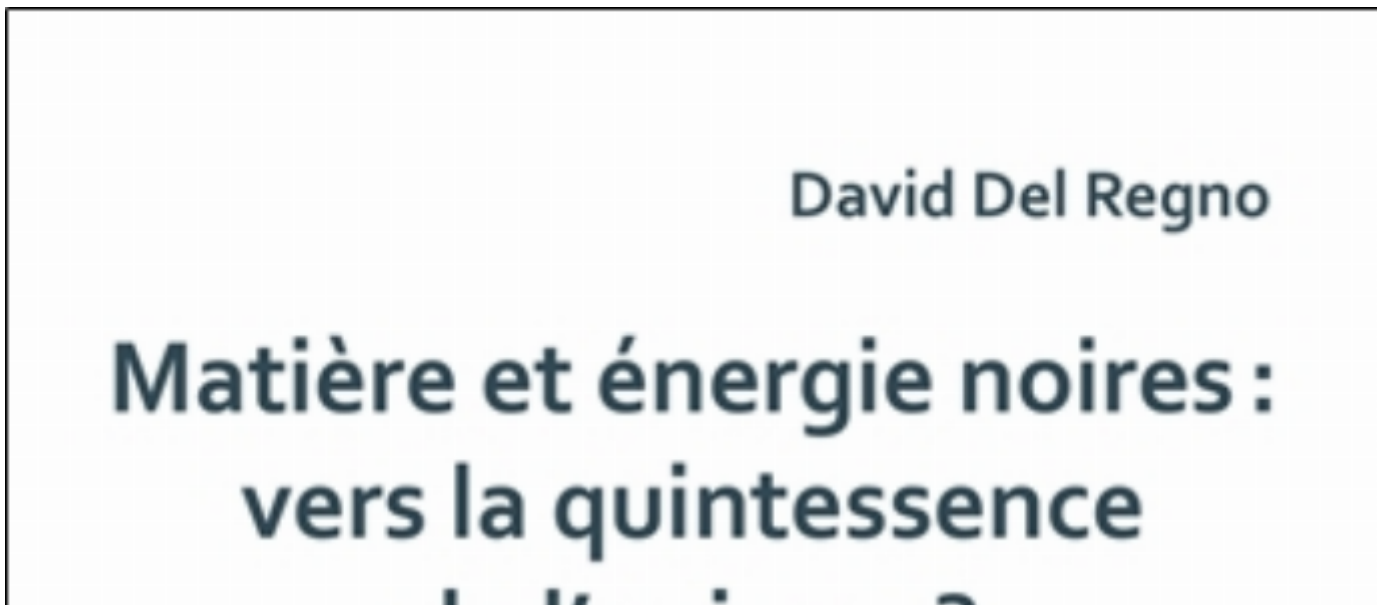 David Del Regno
Matière et énergie noires :
vers la quintessence